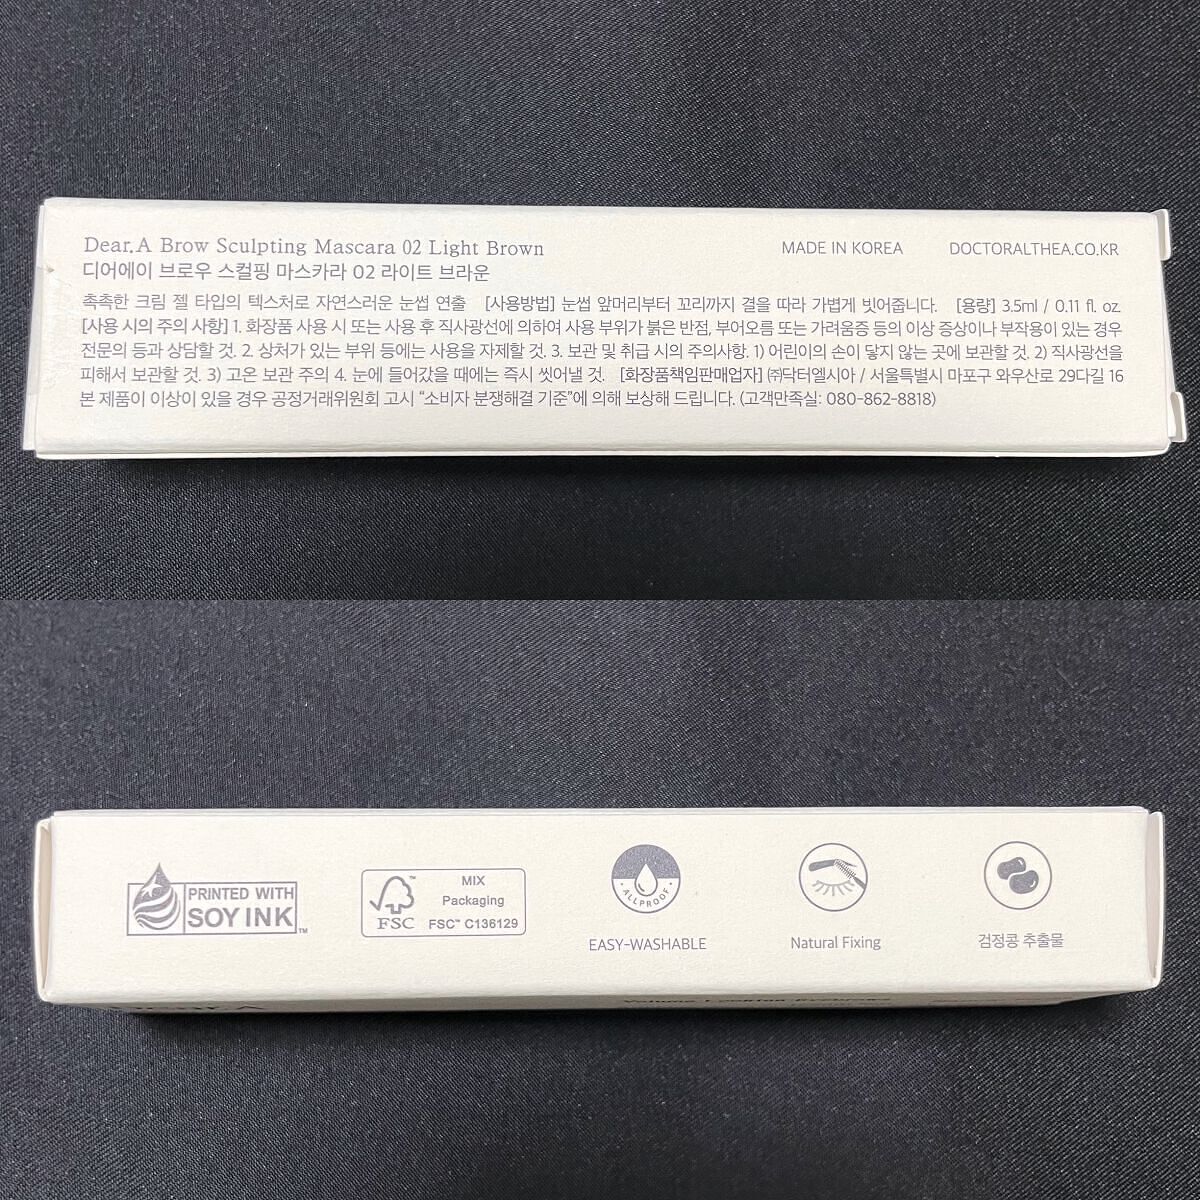 Dear.A Brow Sculpting Mascara 02 Light Brown MADE IN KOREA DOCTORALTHEA.CO.KR
디어에이 브로우 스컬핑 마스카라 02 라이트 브라운
촉촉한 크림 젤 타입의 텍스처로 자연스러운 눈썹 연출 [사용방법] 눈썹 앞머리부터 꼬리까지 결을 따라 가볍게 빗어줍니다. [용량] 3.5ml / 0.11 fl. oz.
[사용 시의 주의 사항] 1. 화장품 사용 시 또는 사용 후 직사광선에 의하여 사용 부위가 붉은 반점, 부어오름 또는 가려움증 등의 이상 증상이나 부작용이 있는 경우
전문의 등과 상담할 것. 2. 상처가 있는 부위 등에는 사용을 자제할 것. 3. 보관 및 취급 시의 주의사항. 1) 어린이의 손이 닿지 않는 곳에 보관할 것. 2) 직사광선을
피해서 보관할 것. 3) 고온 보관 주의 4. 눈에 들어갔을 때에는 즉시 씻어낼 것. [화장품책임판매업자] ㈜닥터엘시아 / 서울특별시 마포구 와우산로 29다길 16
본 제품이 이상이 있을 경우 공정거래위원회 고시 “소비자 분쟁해결 기준”에 의해 보상해 드립니다. (고객만족실: 080-862-8818)
PRINTED WITH
SOY INK™
FSC
MIX
Packaging
FSC™ C136129
· ALLPROOF ·
EASY-WASHABLE
Natural Fixing
검정콩 추출물